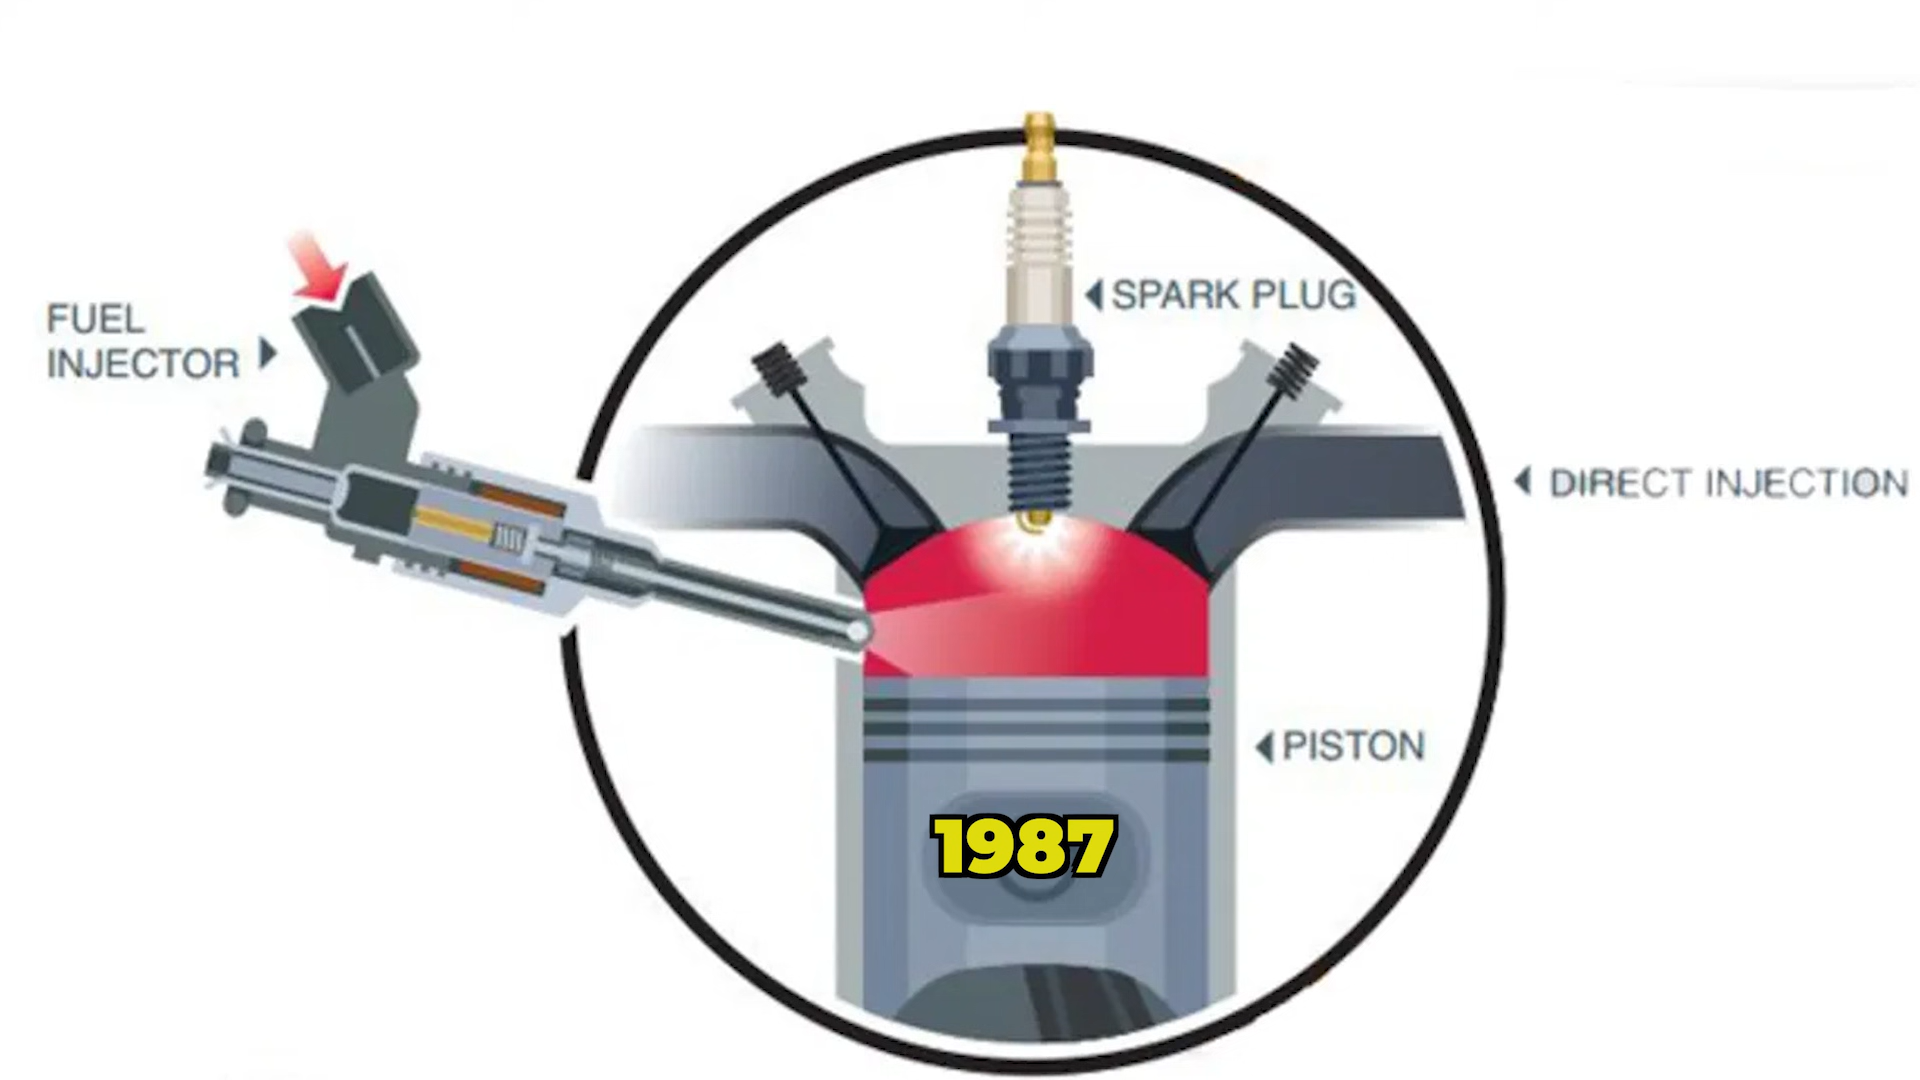 SPARK PLUG
FUEL
INJECTOR
DIRECT INJECTION
PISTON
1987